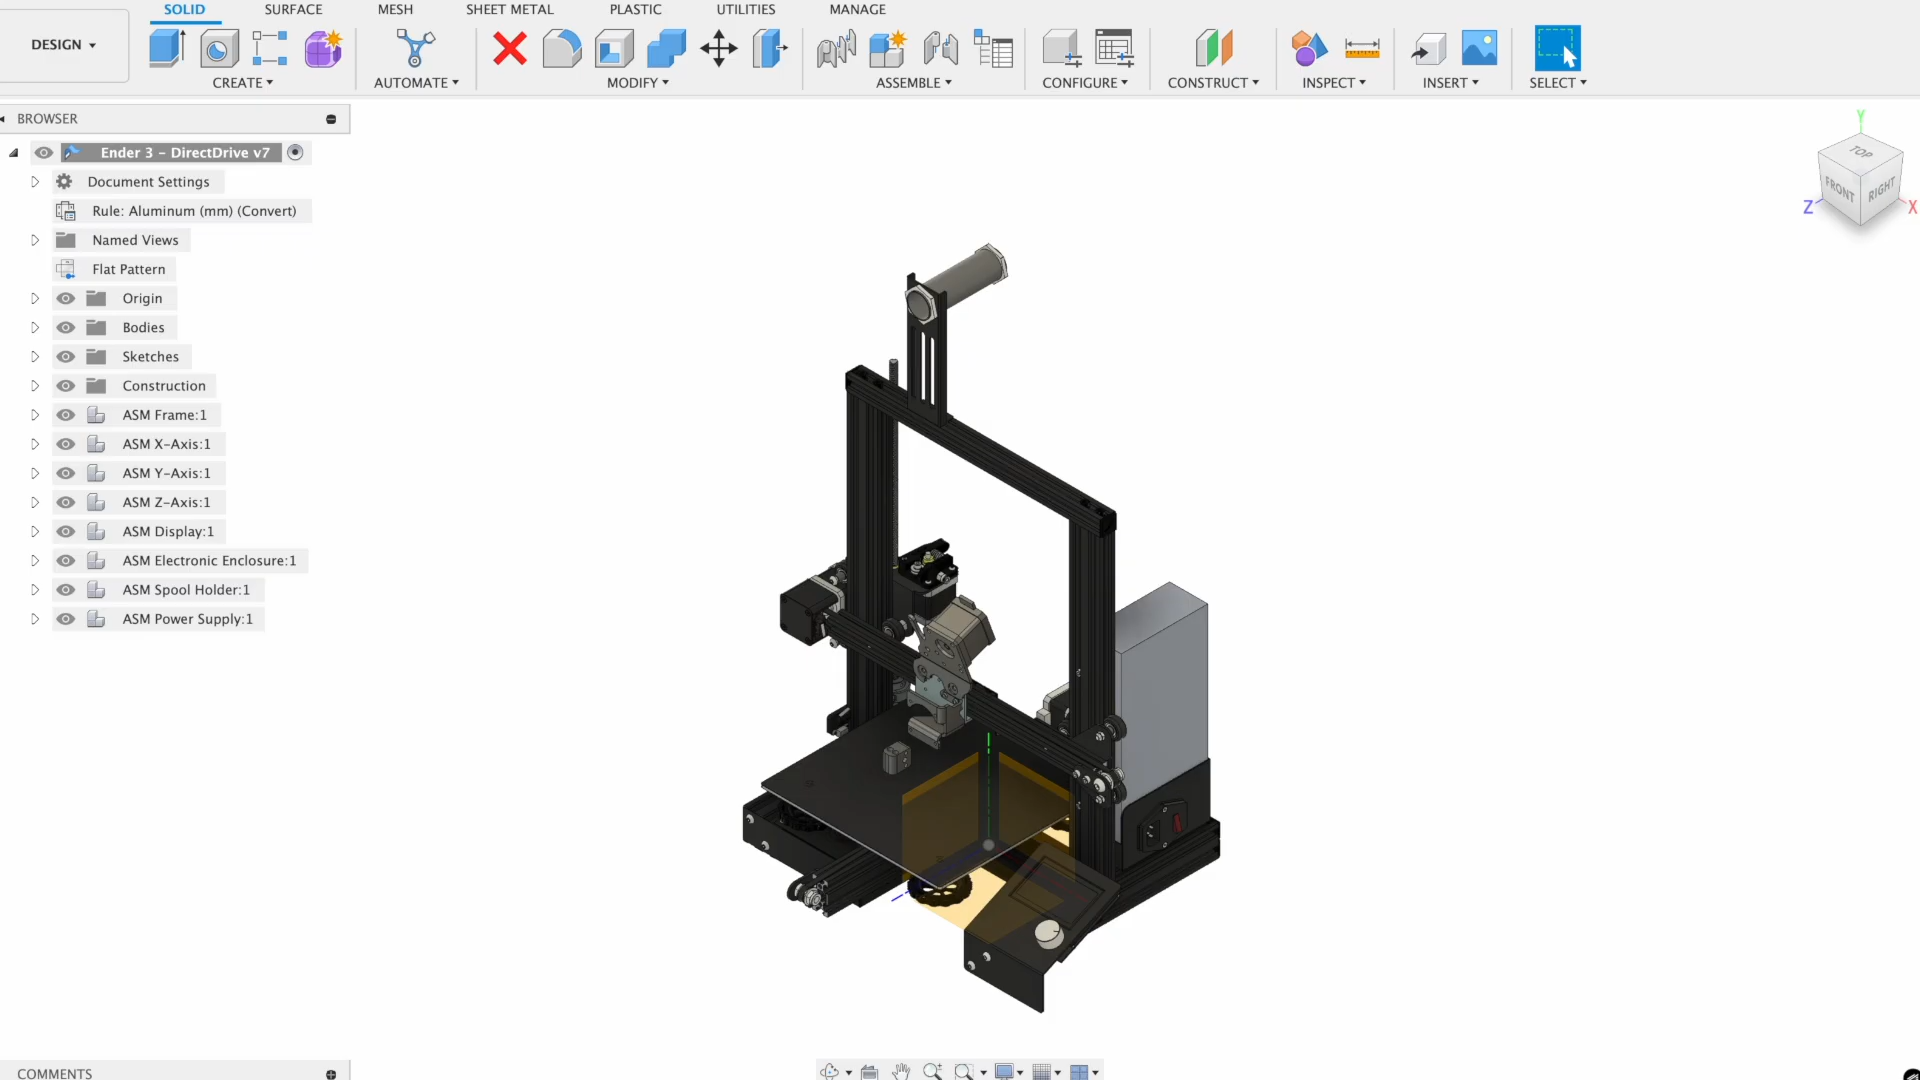 SOLID SURFACE MESH SHEET METAL PLASTIC UTILITIES MANAGE
DESIGN
CREATE AUTOMATE MODIFY ASSEMBLE CONFIGURE CONSTRUCT INSPECT INSERT SELECT
BROWSER
Ender 3 - DirectDrive v7
Document Settings
Rule: Aluminum (mm) (Convert)
Named Views
Flat Pattern
Origin
Bodies
Sketches
Construction
ASM Frame:1
ASM X-Axis:1
ASM Y-Axis:1
ASM Z-Axis:1
ASM Display:1
ASM Electronic Enclosure:1
ASM Spool Holder:1
ASM Power Supply:1
Y
TOP
FRONT RIGHT
Z X
COMMENTS